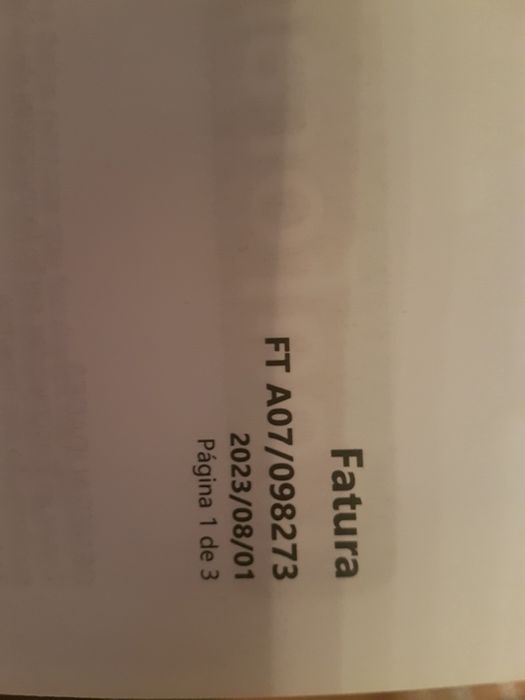 Fatura
FT A07/098273
2023/08/01
Página 1 de 3